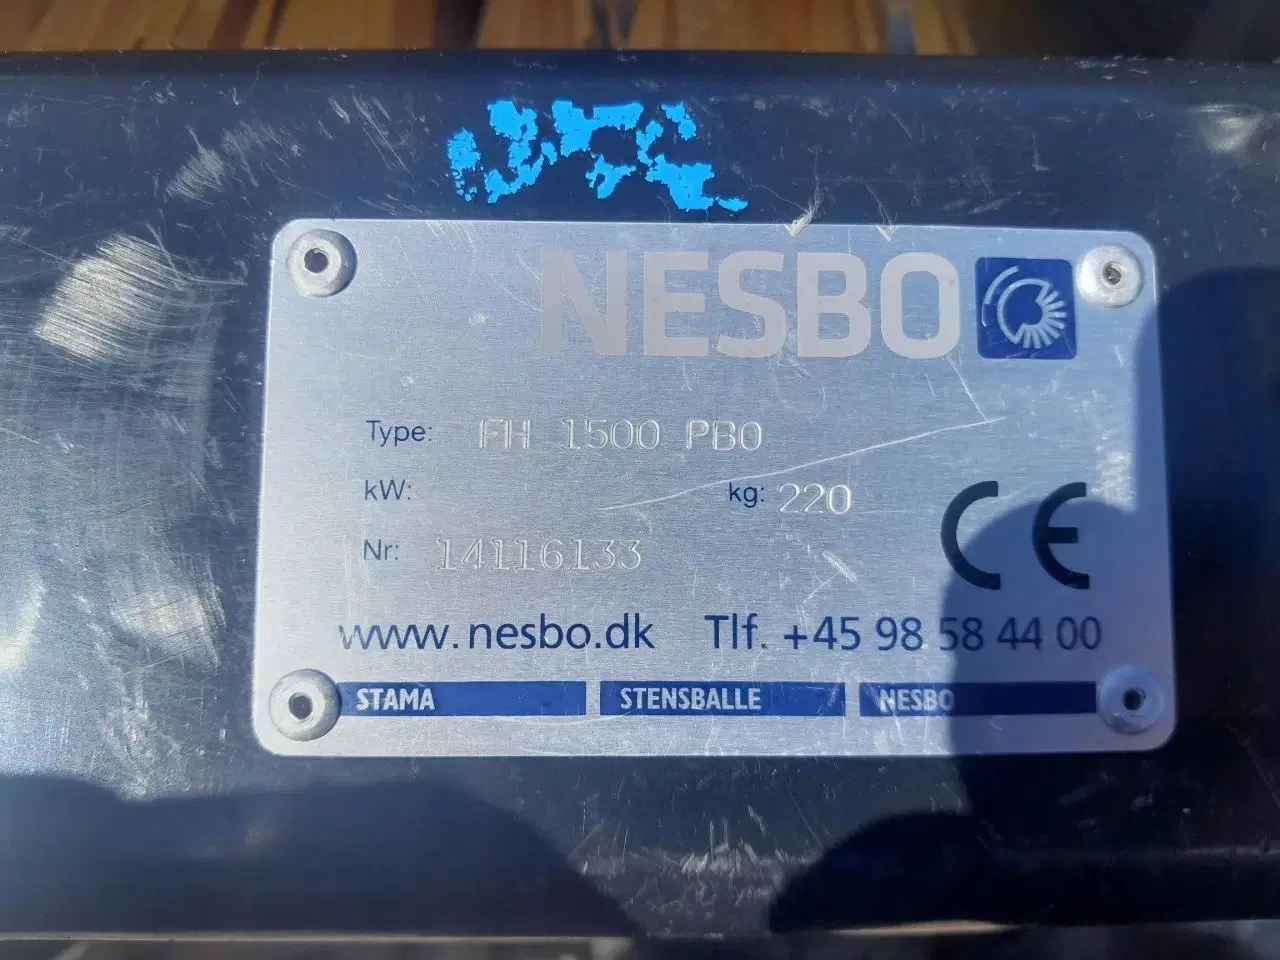 NESBO
Type: FH 1500 PB0
kW: kg: 220
Nr: 14116133
www.nesbo.dk Tlf. +45 98 58 44 00
STAMA STENSBALLE NESBO
CE